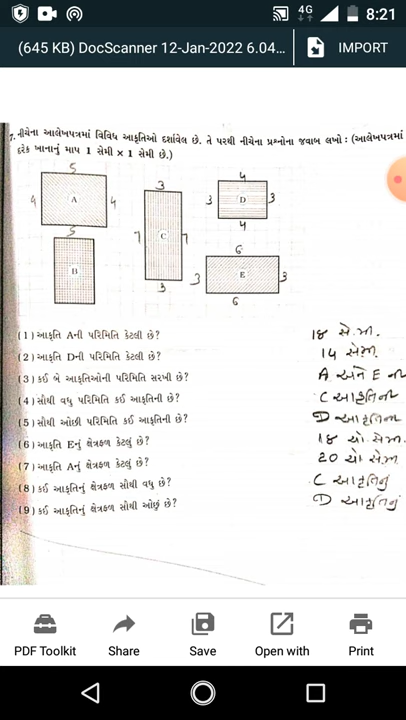 4G 8:21
(645 KB) DocScanner 12-Jan-2022 6.04... IMPORT
7. નીચેના આલેખપત્રમાં વિવિધ આકૃતિઓ દર્શાવેલ છે. તે પરથી નીચેના પ્રશ્નોના જવાબ લખો : (આલેખપત્રમાં
દરેક ખાનાનું માપ 1 સેમી × 1 સેમી છે.)
5
4 A 4
5
B
3
7 C 7
3
4
3 D 3
4
6
3 E 3
6
(1) આકૃતિ Aની પરિમિતિ કેટલી છે? 18 સે.મી.
(2) આકૃતિ Dની પરિમિતિ કેટલી છે? 14 સેમી
(3) કઈ બે આકૃતિઓની પરિમિતિ સરખી છે? A અને E ની
(4) સૌથી વધુ પરિમિતિ કઈ આકૃતિની છે? C આકૃતિની
(5) સૌથી ઓછી પરિમિતિ કઈ આકૃતિની છે? D આકૃતિની
(6) આકૃતિ Eનું ક્ષેત્રફળ કેટલું છે? 18 ચો સેમી
(7) આકૃતિ Aનું ક્ષેત્રફળ કેટલું છે? 20 ચો સેમી
(8) કઈ આકૃતિનું ક્ષેત્રફળ સૌથી વધુ છે? C આકૃતિનું
(9) કઈ આકૃતિનું ક્ષેત્રફળ સૌથી ઓછું છે? D આકૃતિનું
PDF Toolkit Share Save Open with Print